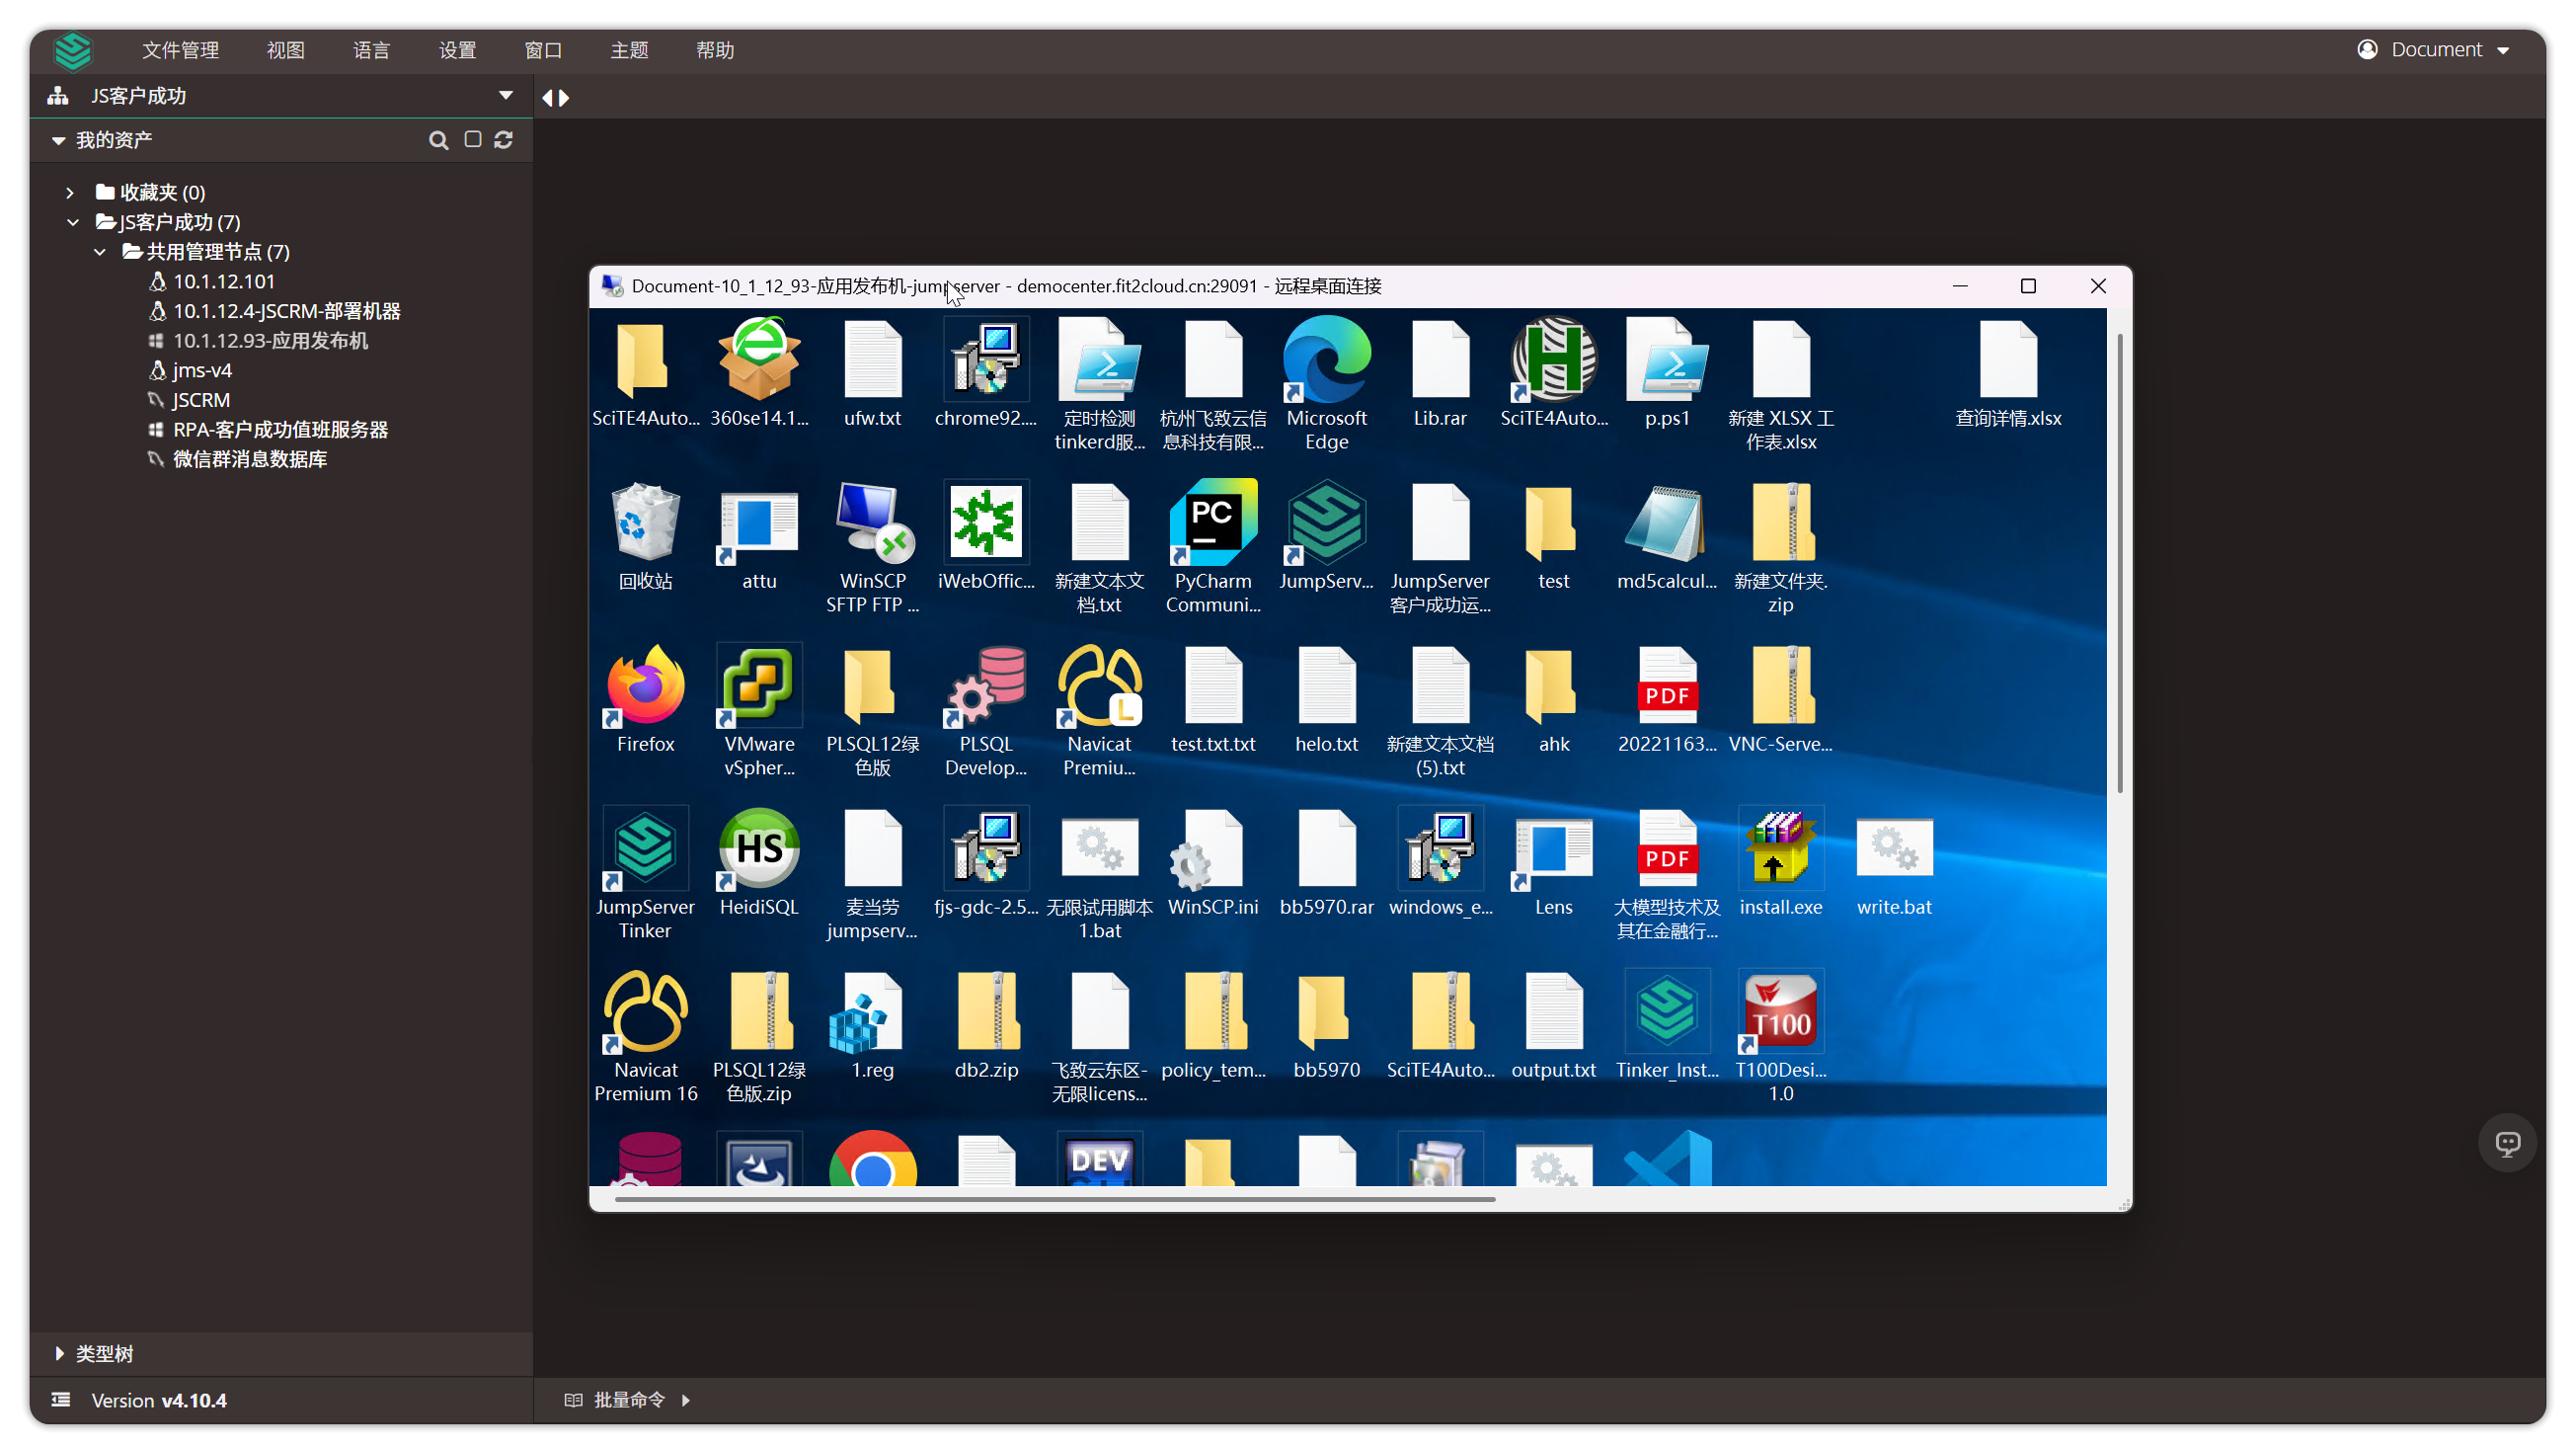 文件管理 视图 语言 设置 窗口 主题 帮助 Document
JS客户成功
我的资产
收藏夹 (0)
JS客户成功 (7)
共用管理节点 (7)
10.1.12.101
10.1.12.4-JSCRM-部署机器
10.1.12.93-应用发布机
jms-v4
JSCRM
RPA-客户成功值班服务器
微信群消息数据库
类型树
Version v4.10.4
批量命令
Document-10_1_12_93-应用发布机-jumpserver - democenter.fit2cloud.cn:29091 - 远程桌面连接
SciTE4Auto...
360se14.1...
ufw.txt
chrome92....
定时检测
tinkerd服...
杭州飞致云信
息科技有限...
Microsoft
Edge
Lib.rar
SciTE4Auto...
p.ps1
新建 XLSX 工
作表.xlsx
查询详情.xlsx
回收站
attu
WinSCP
SFTP FTP ...
iWebOffic...
新建文本文
档.txt
PC
PyCharm
Communi...
JumpServ...
JumpServer
客户成功运...
test
md5calcul...
新建文件夹.
zip
Firefox
VMware
vSpher...
PLSQL12绿
色版
PLSQL
Develop...
L
Navicat
Premiu...
test.txt.txt
helo.txt
新建文本文档
(5).txt
ahk
PDF
20221163...
VNC-Serve...
JumpServer
Tinker
HS
HeidiSQL
麦当劳
jumpserv...
fjs-gdc-2.5...
无限试用脚本
1.bat
WinSCP.ini
bb5970.rar
windows_e...
Lens
PDF
大模型技术及
其在金融行...
install.exe
write.bat
Navicat
Premium 16
PLSQL12绿
色版.zip
1.reg
db2.zip
飞致云东区-
无限licens...
policy_tem...
bb5970
SciTE4Auto...
output.txt
Tinker_Inst...
T100
T100Desi...
1.0
DEV